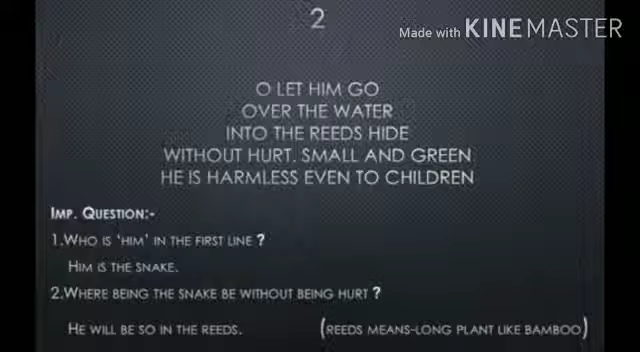 2
Made with KINEMASTER
O LET HIM GO
OVER THE WATER
INTO THE REEDS HIDE
WITHOUT HURT. SMALL AND GREEN
HE IS HARMLESS EVEN TO CHILDREN
IMP. QUESTION:-
1.WHO IS ‘HIM’ IN THE FIRST LINE ?
HIM IS THE SNAKE.
2.WHERE BEING THE SNAKE BE WITHOUT BEING HURT ?
HE WILL BE SO IN THE REEDS. (REEDS MEANS-LONG PLANT LIKE BAMBOO)